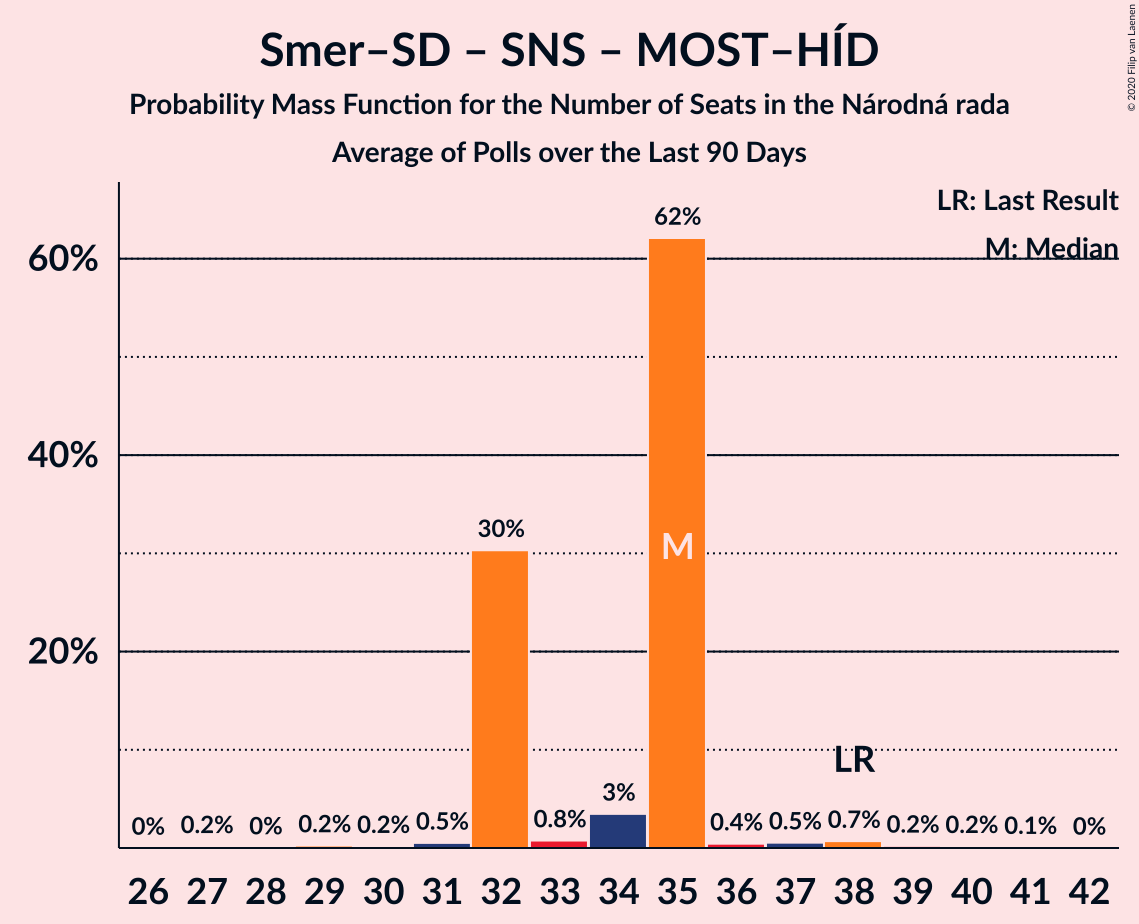 Smer–SD – SNS – MOST–HÍD
Probability Mass Function for the Number of Seats in the Národná rada
Average of Polls over the Last 90 Days
© 2020 Filip van Laenen
LR: Last Result
M: Median
60%
40%
20%
0%
0.2%
0%
0.2%
0.2%
0.5%
30%
0.8%
3%
62%
0.4%
0.5%
0.7%
0.2%
0.2%
0.1%
0%
M
LR
26 27 28 29 30 31 32 33 34 35 36 37 38 39 40 41 42